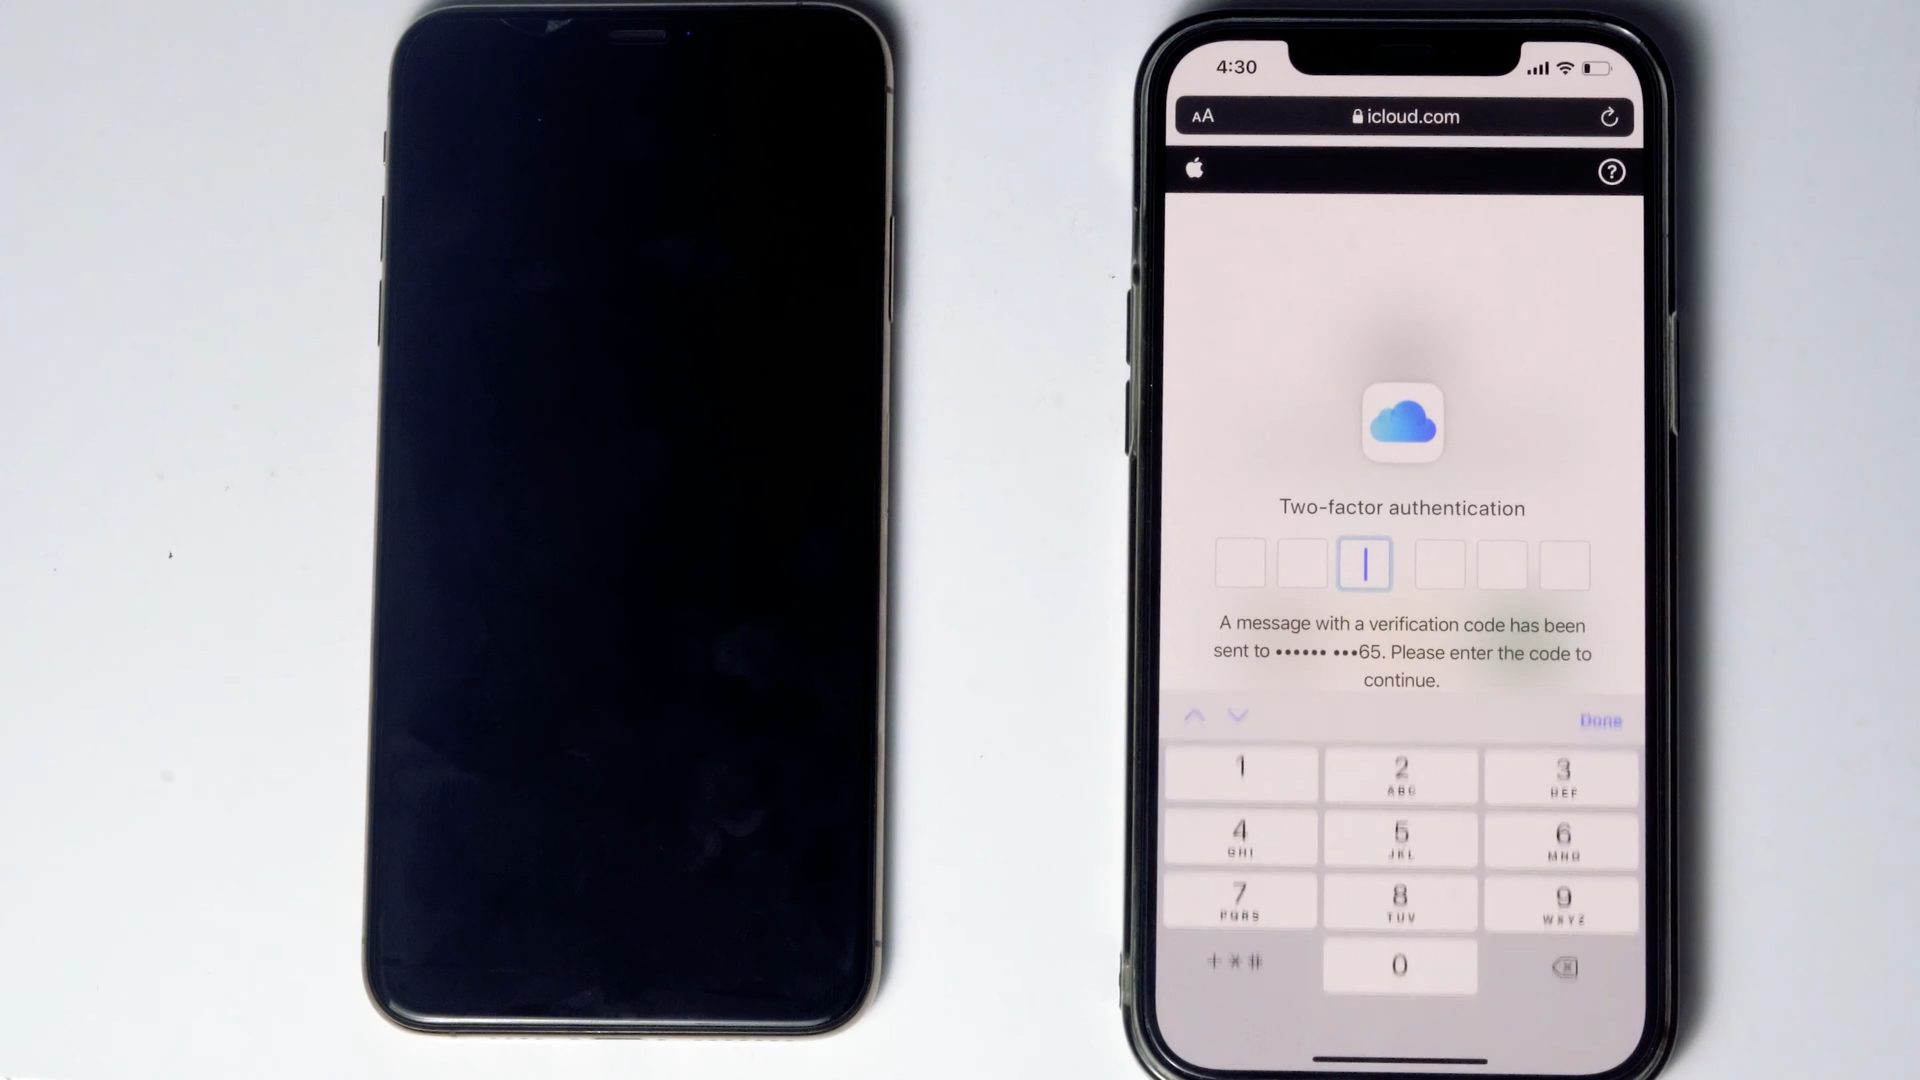 4:30
AA
icloud.com
?
Two-factor authentication
A message with a verification code has been
sent to •••••• •••65. Please enter the code to
continue.
Done
1
2
ABC
3
DEF
4
GHI
5
JKL
6
MNO
7
PQRS
8
TUV
9
WXYZ
+*#
0